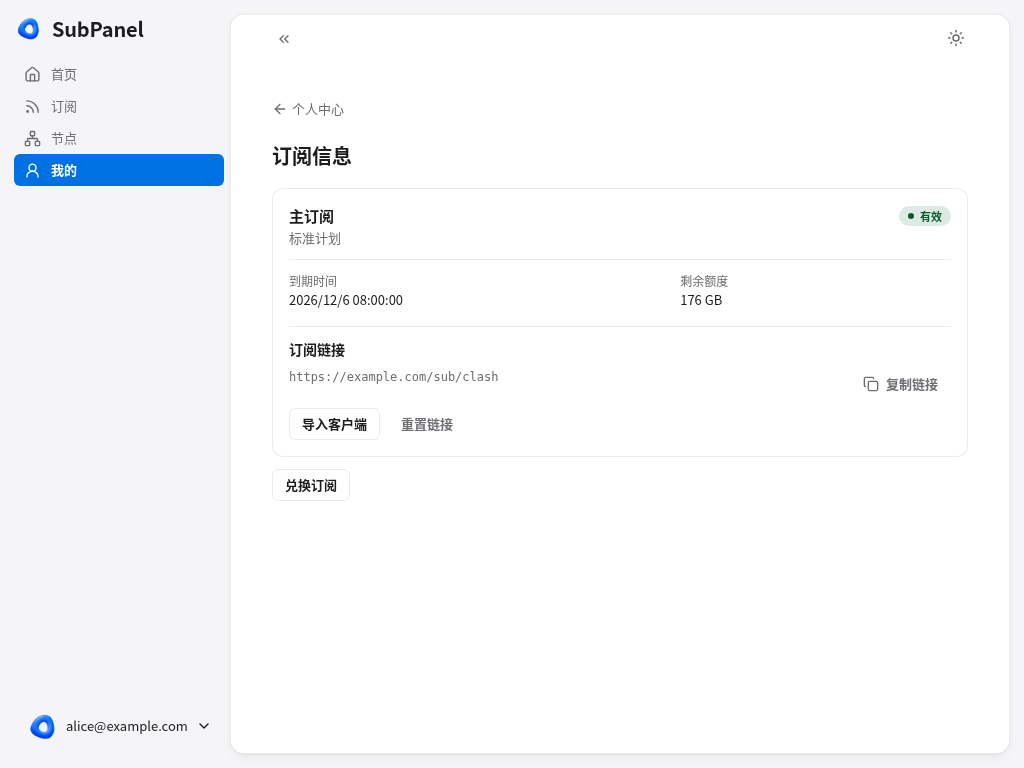 SubPanel
首页
订阅
节点
我的
个人中心
订阅信息
主订阅
有效
标准计划
到期时间
剩余额度
2026/12/6 08:00:00
176 GB
订阅链接
https://example.com/sub/clash
复制链接
导入客户端
重置链接
兑换订阅
alice@example.com